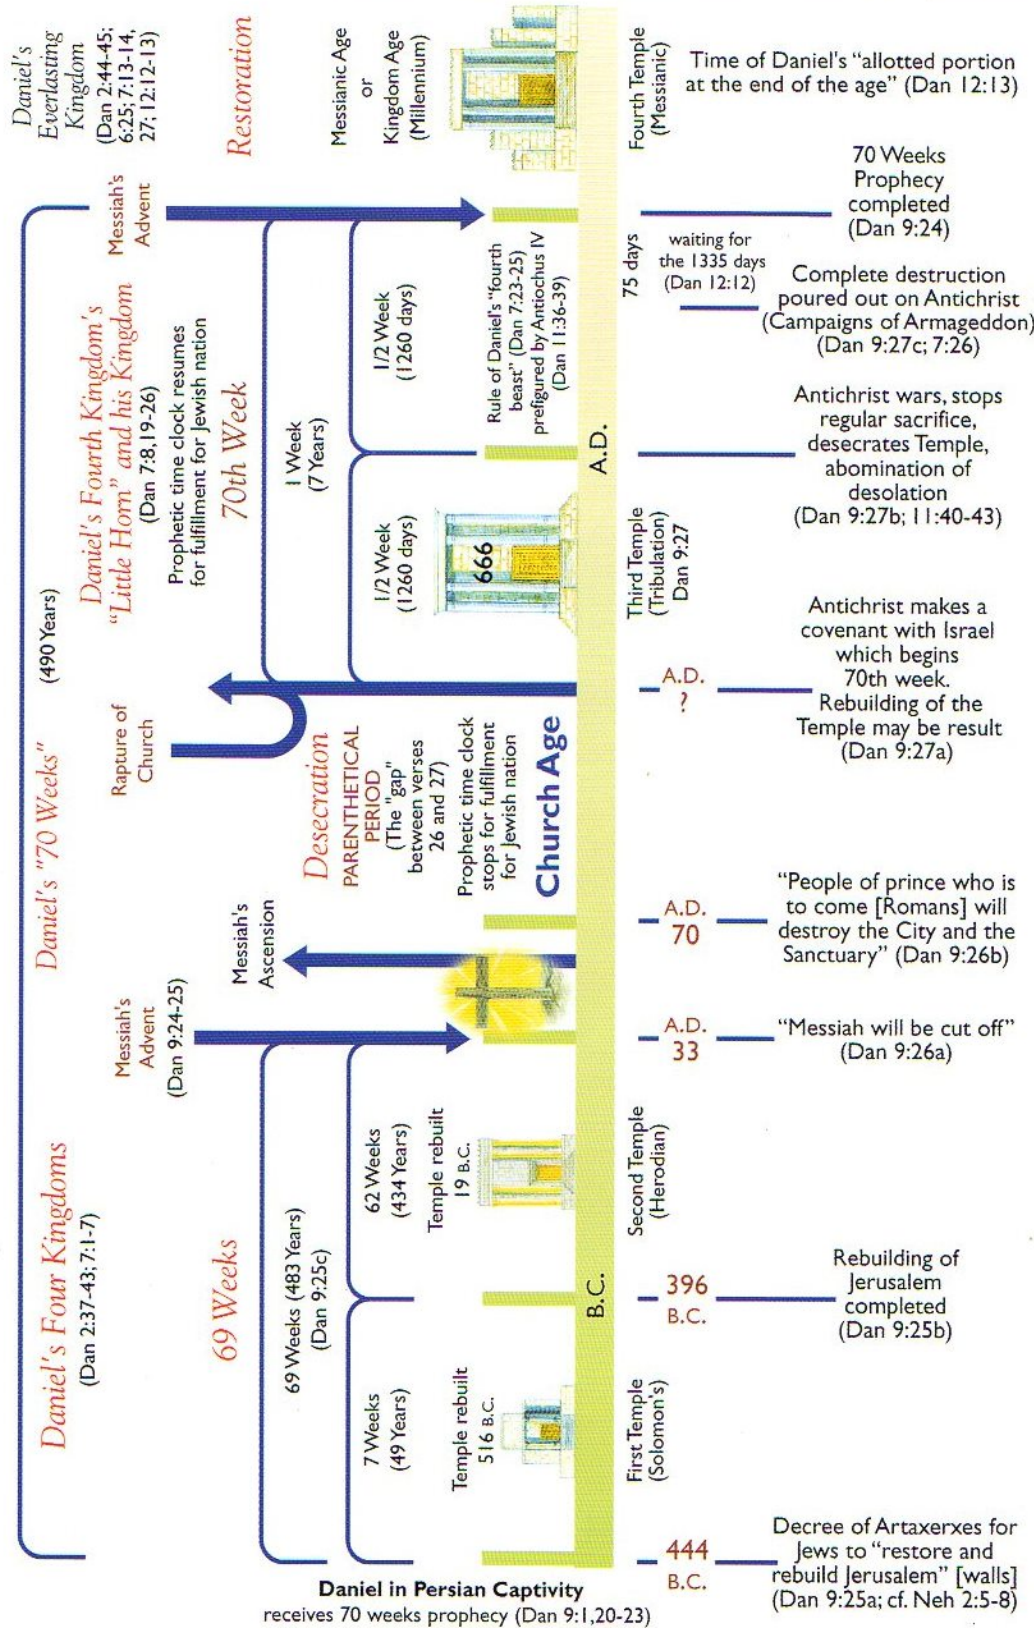 Daniel's Four Kingdoms
(Dan 2:37-43; 7:1-7)
Daniel's "70 Weeks"
(490 Years)
Daniel's Fourth Kingdom's
"Little Horn" and his Kingdom
(Dan 7:8,19-26)
Prophetic time clock resumes
for fulfillment for Jewish nation
Daniel's
Everlasting
Kingdom
(Dan 2:44-45;
6:25; 7:13-14,
27; 12:12-13)
Messiah's
Advent
(Dan 9:24-25)
Rapture of
Church
Messiah's
Advent
69 Weeks
Messiah's
Ascension
70th Week
Restoration
69 Weeks (483 Years)
(Dan 9:25c)
Desecration
PARENTHETICAL
PERIOD
(The "gap"
between verses
26 and 27)
Prophetic time clock
stops for fulfillment
for Jewish nation
Church Age
1 Week
(7 Years)
Messianic Age
or
Kingdom Age
(Millennium)
7 Weeks
(49 Years)
62 Weeks
(434 Years)
1/2 Week
(1260 days)
1/2 Week
(1260 days)
Temple rebuilt
516 B.C.
Temple rebuilt
19 B.C.
666
Rule of Daniel's "fourth
beast" (Dan 7:23-25)
prefigured by Antiochus IV
(Dan 11:36-39)
B.C.
A.D.
First Temple
(Solomon's)
Second Temple
(Herodian)
Third Temple
(Tribulation)
Dan 9:27
75 days
Fourth Temple
(Messianic)
Time of Daniel's "allotted portion
at the end of the age" (Dan 12:13)
70 Weeks
Prophecy
completed
(Dan 9:24)
waiting for
the 1335 days
(Dan 12:12)
Complete destruction
poured out on Antichrist
(Campaigns of Armageddon)
(Dan 9:27c; 7:26)
Antichrist wars, stops
regular sacrifice,
desecrates Temple,
abomination of
desolation
(Dan 9:27b; 11:40-43)
A.D.
?
Antichrist makes a
covenant with Israel
which begins
70th week.
Rebuilding of the
Temple may be result
(Dan 9:27a)
A.D.
70
"People of prince who is
to come [Romans] will
destroy the City and the
Sanctuary" (Dan 9:26b)
A.D.
33
"Messiah will be cut off"
(Dan 9:26a)
396
B.C.
Rebuilding of
Jerusalem
completed
(Dan 9:25b)
444
B.C.
Decree of Artaxerxes for
Jews to "restore and
rebuild Jerusalem" [walls]
(Dan 9:25a; cf. Neh 2:5-8)
Daniel in Persian Captivity
receives 70 weeks prophecy (Dan 9:1,20-23)